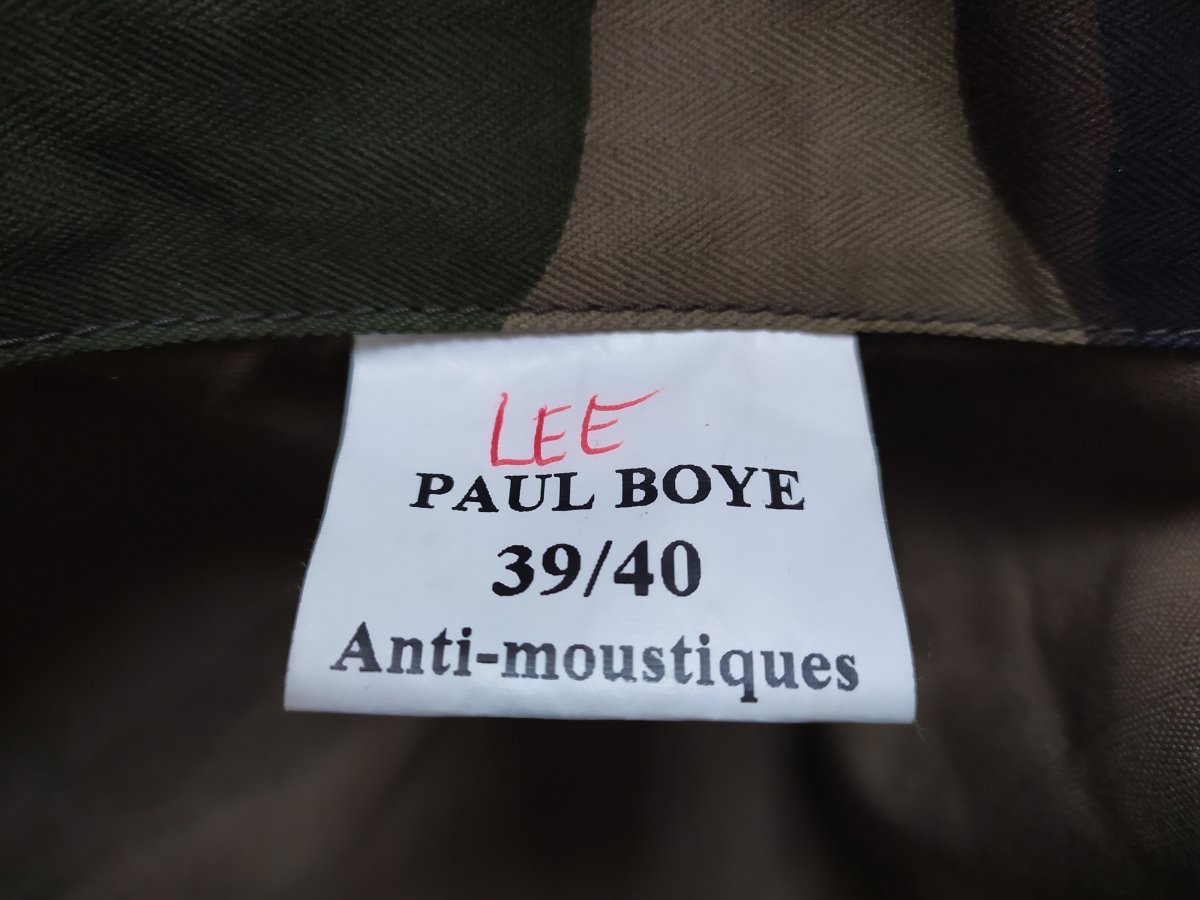 LEE
PAUL BOYE
39/40
Anti-moustiques